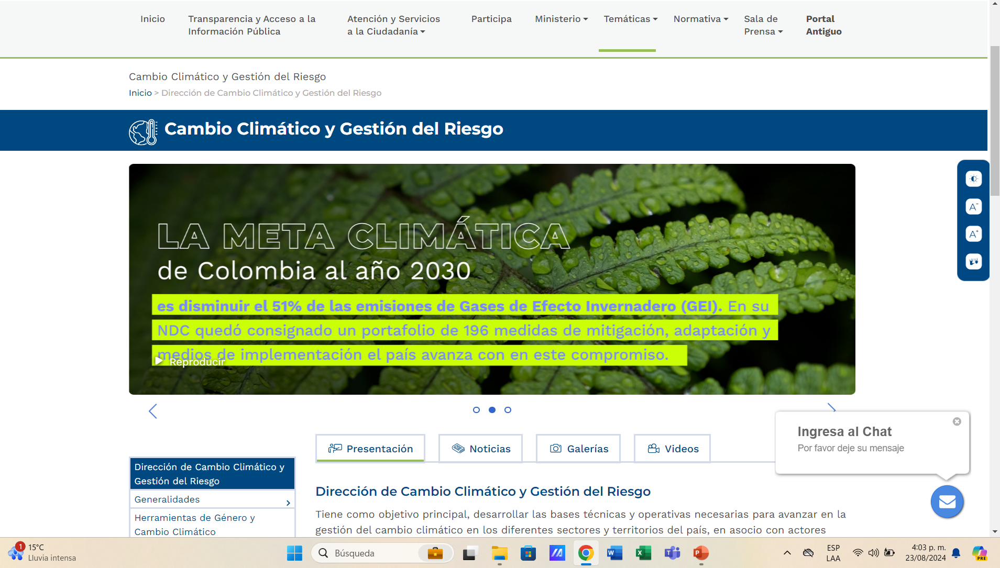 Inicio
Transparencia y Acceso a la
Información Pública
Atención y Servicios
a la Ciudadanía
Participa
Ministerio
Temáticas
Normativa
Sala de
Prensa
Portal
Antiguo
Cambio Climático y Gestión del Riesgo
Inicio > Dirección de Cambio Climático y Gestión del Riesgo
Cambio Climático y Gestión del Riesgo
LA META CLIMÁTICA
de Colombia al año 2030
es disminuir el 51% de las emisiones de Gases de Efecto Invernadero (GEI). En su
NDC quedó consignado un portafolio de 196 medidas de mitigación, adaptación y
medios de implementación el país avanza con en este compromiso.
Reproducir
A-
A+
Presentación
Noticias
Galerías
Videos
Ingresa al Chat
Por favor deje su mensaje
Dirección de Cambio Climático y
Gestión del Riesgo
Generalidades
Herramientas de Género y
Cambio Climático
Dirección de Cambio Climático y Gestión del Riesgo
Tiene como objetivo principal, desarrollar las bases técnicas y operativas necesarias para avanzar en la
gestión del cambio climático en los diferentes sectores y territorios del país, en asocio con actores
1
15°C
Lluvia intensa
Búsqueda
W
X
T
P
ESP
LAA
4:03 p. m.
23/08/2024
PRE